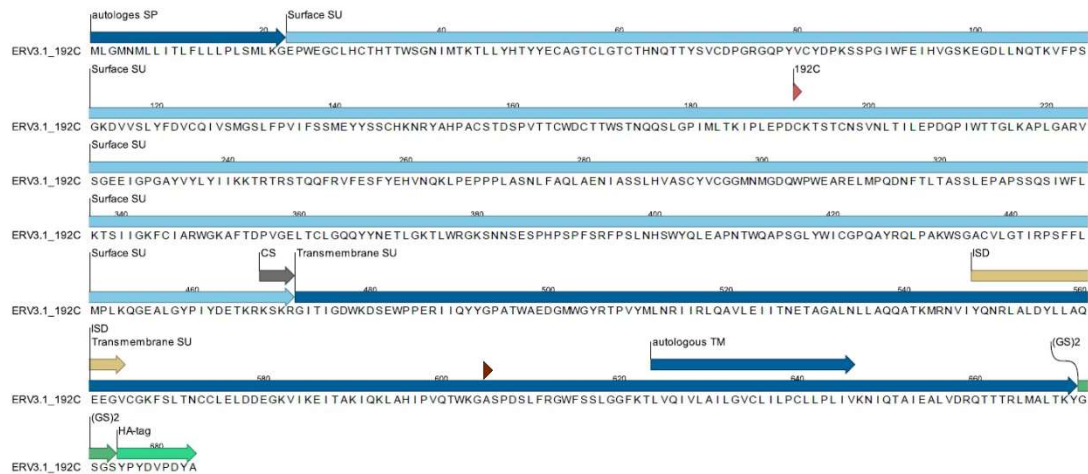 autologes SP Surface SU
20 40 60 80 100
ERV3.1_192C MLGMNMLLITLFLLLPLSMLKGEPWEGCLHCTHTTWSGNIMTKTLLYHTYYECAGTCLGTCTHNQTTYSVCDPGRGQPYVCYDPKSSPGIWFEIHVGSKEGDLLNQTKVFPS
Surface SU 192C
120 140 160 180 200 220
ERV3.1_192C GKDVVSLYFDVCQIVSMGSLFPVIFSSMEYYSSCHKNRYAHPACSTDSPVTTCWDCTTWSTNQQSLGPIMLTKIPLEPDCKTSTCNSVNLTILEPDQPIWTTGLKAPLGARV
Surface SU
240 260 280 300 320
ERV3.1_192C SGEEIGPGAYVYLYIIKKTRTRSTQQFRVFESFYEHVNQKLPEPPPLASNLFAQLAENIASSLHVASCYVCGGMNMGDQWPWEARELMPQDNFTLTASSLEPAPSSQSIWFL
Surface SU
340 360 380 400 420 440
ERV3.1_192C KTSIIGKFCIARWGKAFTDPVGELTCLGQQYYNETLGKTLWRGKSNNSESPHPSPFSRFPSLNHSWYQLEAPNTWQAPSGLYWICGPQAYRQLPAKWSGACVLGTIRPSFFL
Surface SU CS Transmembrane SU ISD
460 480 500 520 540 560
ERV3.1_192C MPLKQGEALGYPIYDETKRKSKRGITIGDWKDSEWPPERIIQYYGPATWAEDGMWGYRTPVYMLNRIIRLQAVLEIITNETAGALNLLAQQATKMRNVIYQNRLALDYLLAQ
ISD
Transmembrane SU autologous TM (GS)2
580 600 620 640 660
ERV3.1_192C EEGVCGKFSLTNCCLELDDEGKVIKEITAKIQKLAHIPVQTWKGASPDSLFRGWFSSLGGFKTLVQIVLAILGVCLILPCLLPLIVKNIQTAIEALVDRQTTTRLMALTKYG
(GS)2
HA-tag
680
ERV3.1_192C SGSYPYDVPDYA